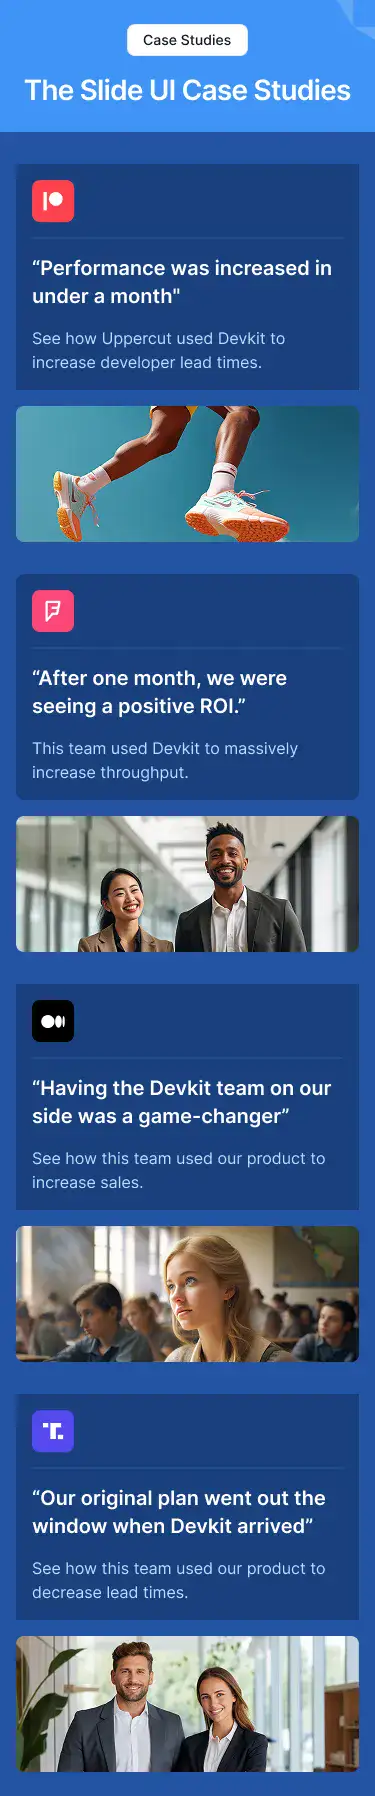 Case Studies
The Slide UI Case Studies
“Performance was increased in
under a month"
See how Uppercut used Devkit to
increase developer lead times.
“After one month, we were
seeing a positive ROI.”
This team used Devkit to massively
increase throughput.
“Having the Devkit team on our
side was a game-changer”
See how this team used our product to
increase sales.
“Our original plan went out the
window when Devkit arrived”
See how this team used our product to
decrease lead times.